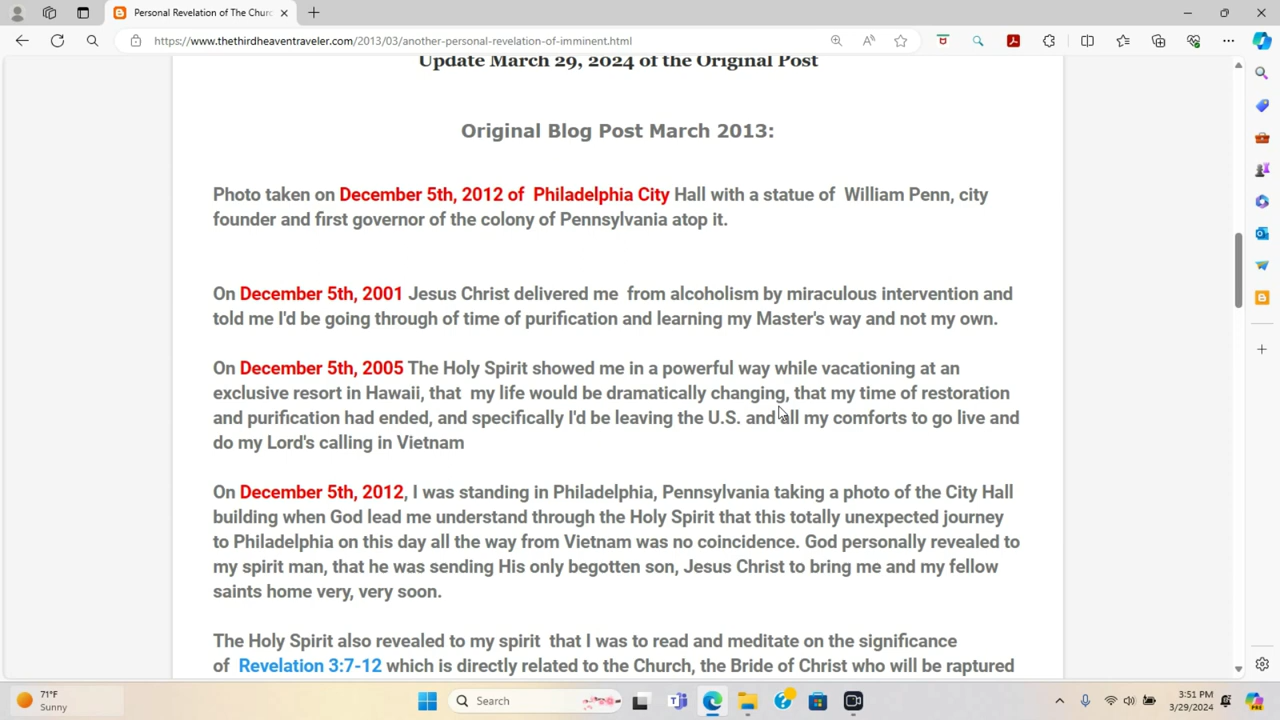 Personal Revelation of The Churc
https://www.thethirdheaventraveler.com/2013/03/another-personal-revelation-of-imminent.html
Update March 29, 2024 of the Original Post
Original Blog Post March 2013:
Photo taken on December 5th, 2012 of Philadelphia City Hall with a statue of William Penn, city
founder and first governor of the colony of Pennsylvania atop it.
On December 5th, 2001 Jesus Christ delivered me from alcoholism by miraculous intervention and
told me I'd be going through of time of purification and learning my Master's way and not my own.
On December 5th, 2005 The Holy Spirit showed me in a powerful way while vacationing at an
exclusive resort in Hawaii, that my life would be dramatically changing, that my time of restoration
and purification had ended, and specifically I'd be leaving the U.S. and all my comforts to go live and
do my Lord's calling in Vietnam
On December 5th, 2012, I was standing in Philadelphia, Pennsylvania taking a photo of the City Hall
building when God lead me understand through the Holy Spirit that this totally unexpected journey
to Philadelphia on this day all the way from Vietnam was no coincidence. God personally revealed to
my spirit man, that he was sending His only begotten son, Jesus Christ to bring me and my fellow
saints home very, very soon.
The Holy Spirit also revealed to my spirit that I was to read and meditate on the significance
of Revelation 3:7-12 which is directly related to the Church, the Bride of Christ who will be raptured
71°F
Sunny
Search
3:51 PM
3/29/2024